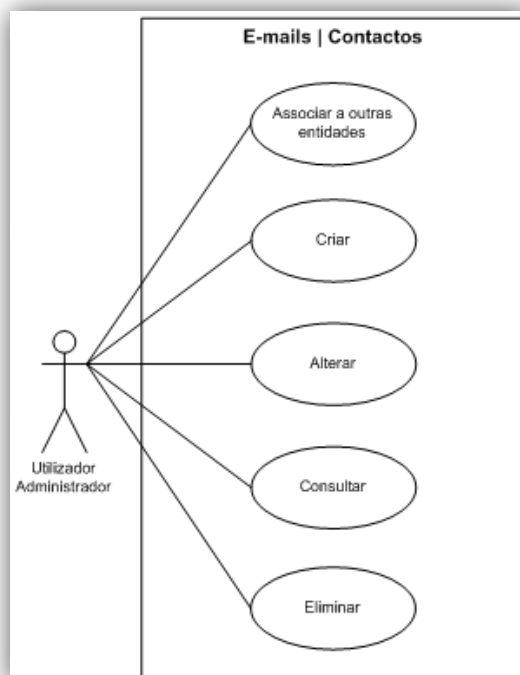 E-mails | Contactos
Associar a outras
entidades
Criar
Alterar
Utilizador
Administrador
Consultar
Eliminar